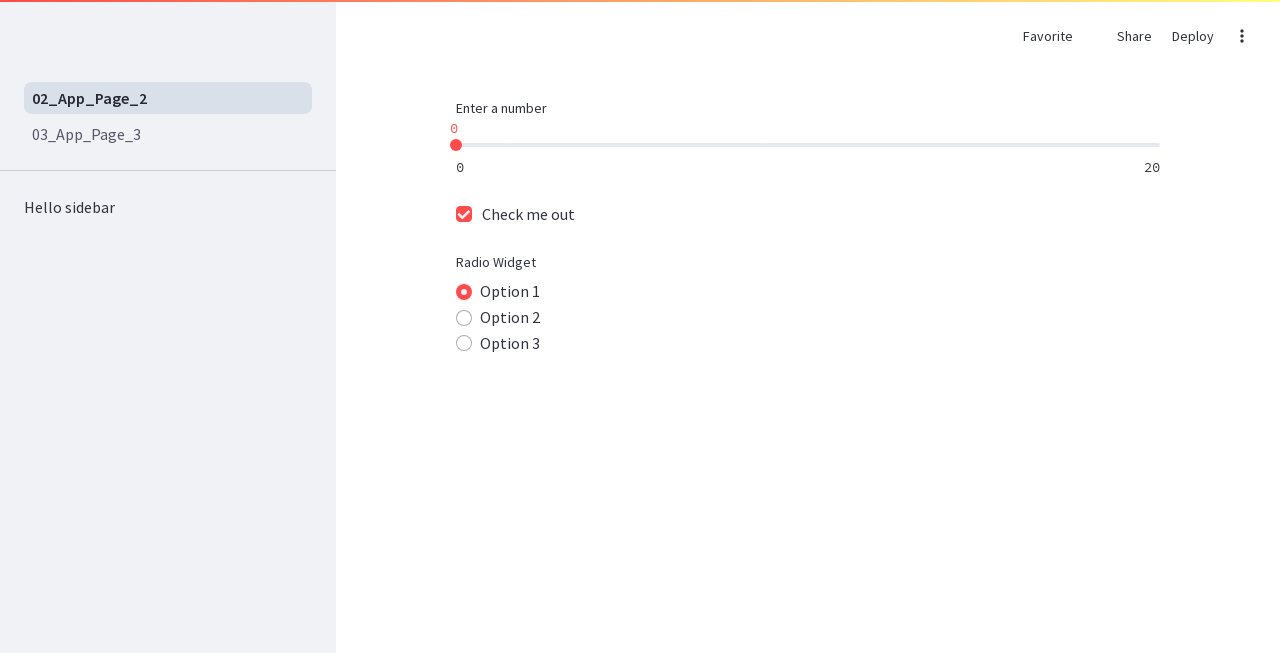 Favorite Share Deploy
02_App_Page_2
03_App_Page_3
Hello sidebar
Enter a number
0
0 20
Check me out
Radio Widget
Option 1
Option 2
Option 3